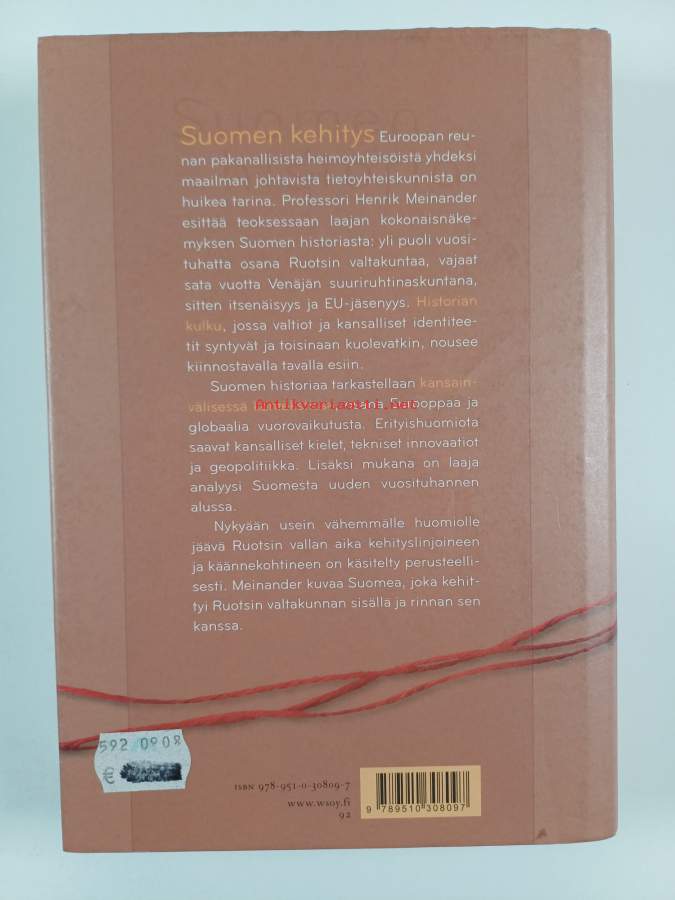 Suomen kehitys Euroopan reu-
nan pakanallisista heimoyhteisöistä yhdeksi
maailman johtavista tietoyhteiskunnista on
huikea tarina. Professori Henrik Meinander
esittää teoksessaan laajan kokonaisnäke-
myksen Suomen historiasta: yli puoli vuosi-
tuhatta osana Ruotsin valtakuntaa, vajaat
sata vuotta Venäjän suuriruhtinaskuntana,
sitten itsenäisyys ja EU-jäsenyys. Historian
kulku, jossa valtiot ja kansalliset identitee-
tit syntyvät ja toisinaan kuolevatkin, nousee
kiinnostavalla tavalla esiin.
Suomen historiaa tarkastellaan kansain-
välisessä osana Eurooppaa ja
Antikvariaatti.net
globaalia vuorovaikutusta. Erityishuomiota
saavat kansalliset kielet, tekniset innovaatiot
ja geopolitiikka. Lisäksi mukana on laaja
analyysi Suomesta uuden vuosituhannen
alussa.
Nykyään usein vähemmälle huomiolle
jäävä Ruotsin vallan aika kehityslinjoineen
ja käännekohtineen on käsitelty perusteelli-
sesti. Meinander kuvaa Suomea, joka kehit-
tyi Ruotsin valtakunnan sisällä ja rinnan sen
kanssa.
592 0908
ISBN 978-951-0-30809-7
www.wsoy.fi
92
9 789510 308097